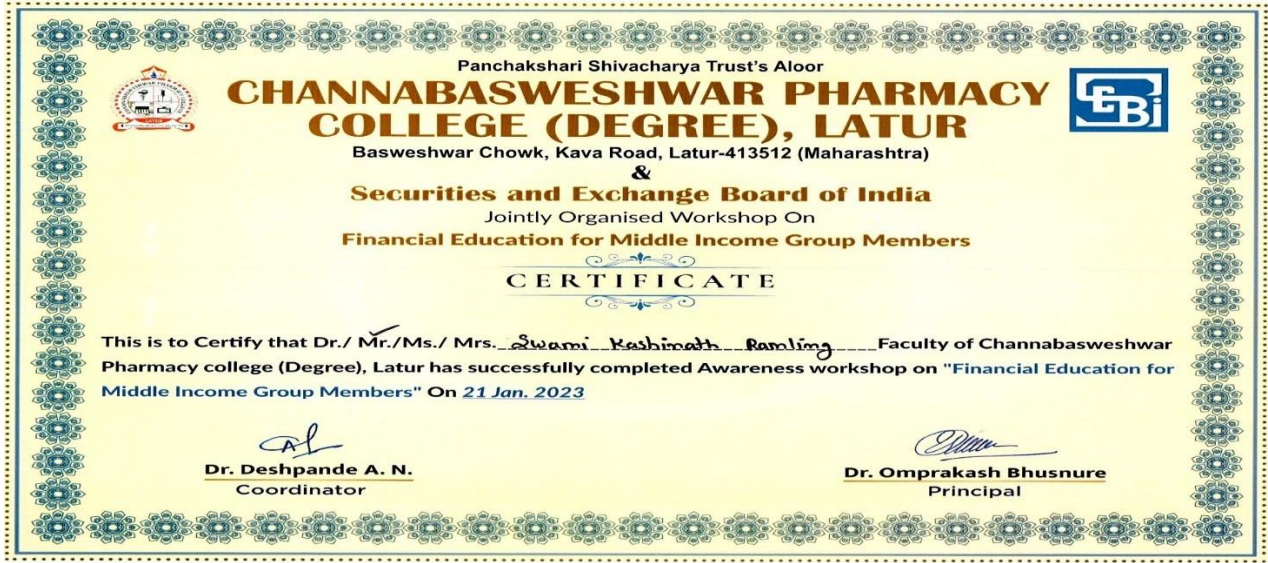 Panchakshari Shivacharya Trust's Aloor
CHANNABASWESHWAR PHARMACY
COLLEGE (DEGREE), LATUR
Basweshwar Chowk, Kava Road, Latur-413512 (Maharashtra)
&
Securities and Exchange Board of India
Jointly Organised Workshop On
Financial Education for Middle Income Group Members
CERTIFICATE
This is to Certify that Dr./ Mr./Ms./ Mrs. Swami Kashinath Ramling Faculty of Channabasweshwar
Pharmacy college (Degree), Latur has successfully completed Awareness workshop on "Financial Education for
Middle Income Group Members" On 21 Jan. 2023
Dr. Deshpande A. N.
Coordinator
Dr. Omprakash Bhusnure
Principal
SEBI
LATUR